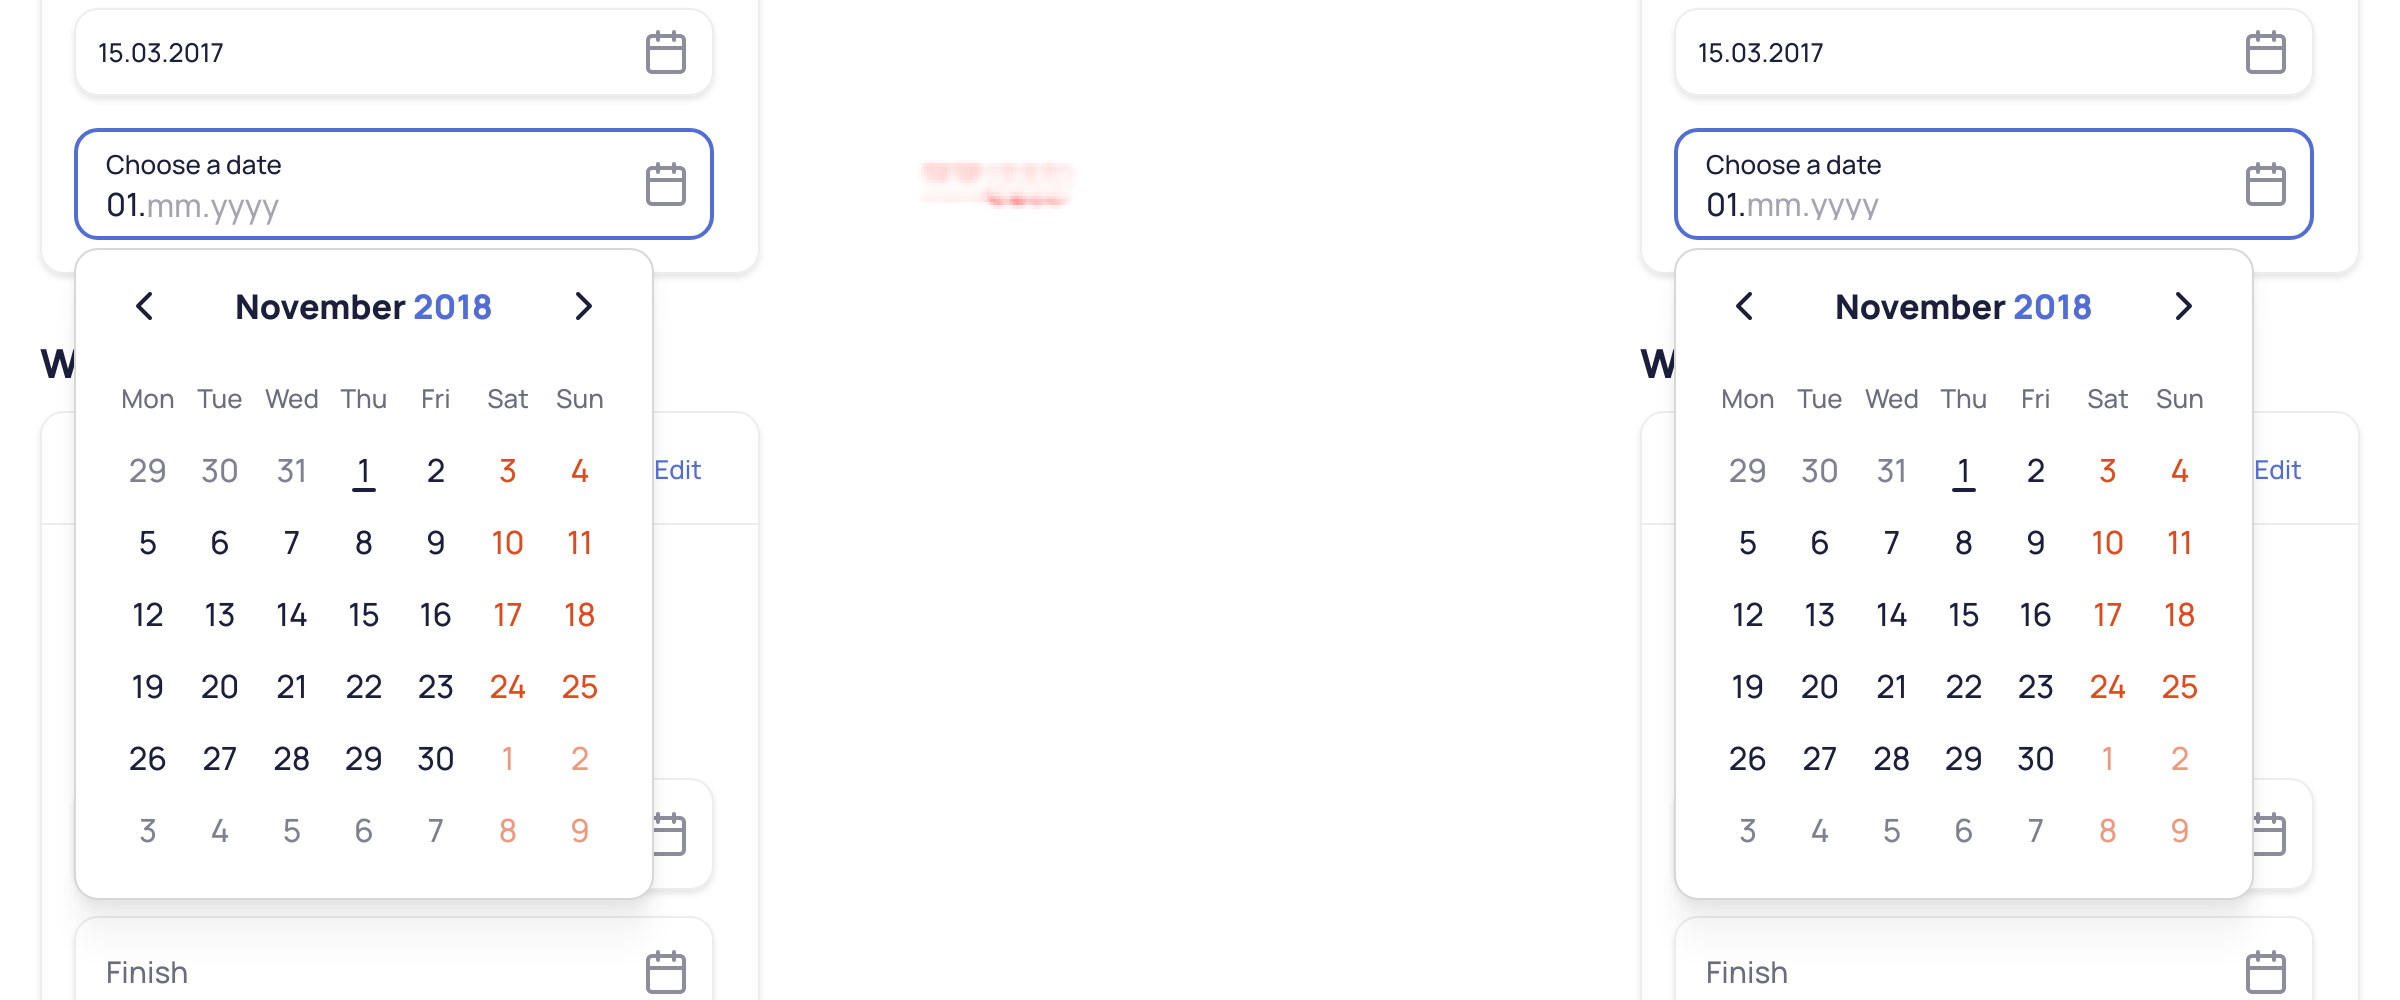 15.03.2017
Choose a date
01.mm.yyyy
November 2018
W
Mon Tue Wed Thu Fri Sat Sun
29 30 31 1 2 3 4
Edit
5 6 7 8 9 10 11
12 13 14 15 16 17 18
19 20 21 22 23 24 25
26 27 28 29 30 1 2
3 4 5 6 7 8 9
Finish
15.03.2017
Choose a date
01.mm.yyyy
November 2018
W
Mon Tue Wed Thu Fri Sat Sun
29 30 31 1 2 3 4
Edit
5 6 7 8 9 10 11
12 13 14 15 16 17 18
19 20 21 22 23 24 25
26 27 28 29 30 1 2
3 4 5 6 7 8 9
Finish